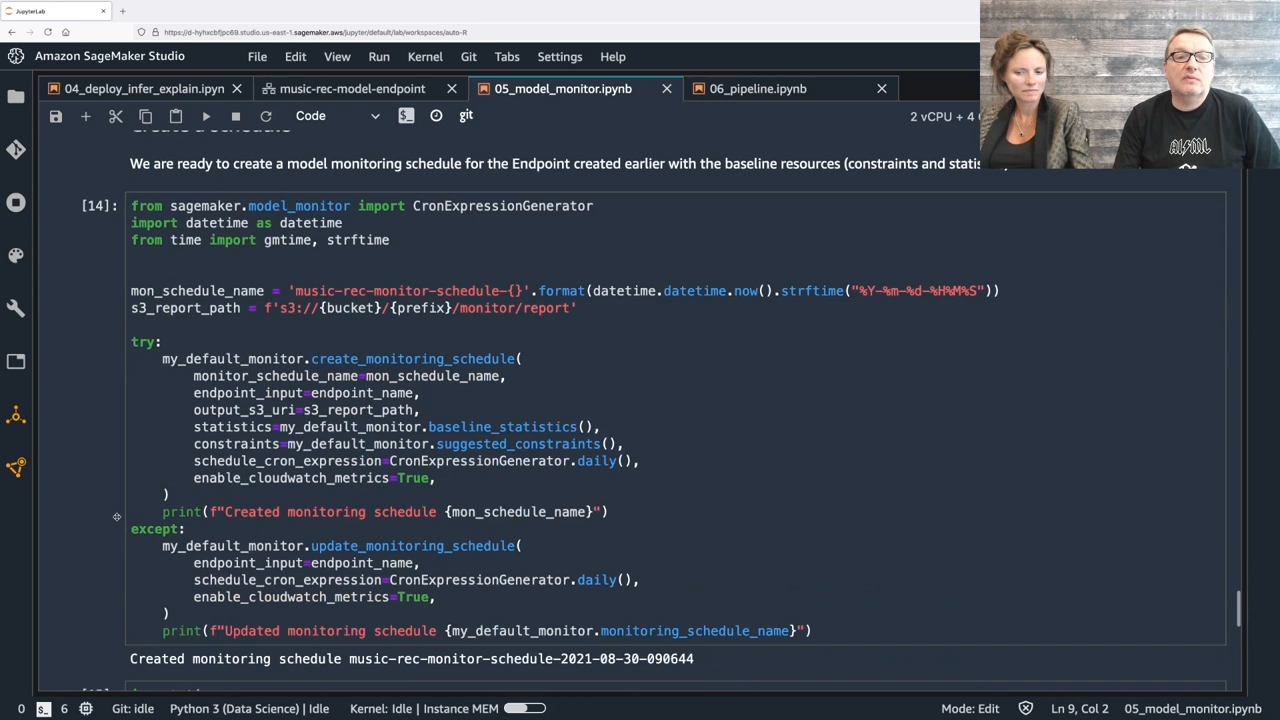 JupyterLab
https://d-hyhxcbfjpc69.studio.us-east-1.sagemaker.aws/jupyter/default/lab/workspaces/auto-R
Amazon SageMaker Studio File Edit View Run Kernel Git Tabs Settings Help
04_deploy_infer_explain.ipyn music-rec-model-endpoint 05_model_monitor.ipynb 06_pipeline.ipynb
Code git 2 vCPU + 4
We are ready to create a model monitoring schedule for the Endpoint created earlier with the baseline resources (constraints and
[14]: from sagemaker.model_monitor import CronExpressionGenerator
import datetime as datetime
from time import gmtime, strftime
mon_schedule_name = 'music-rec-monitor-schedule-{}'.format(datetime.datetime.now().strftime("%Y-%m-%d-%H%M%S"))
s3_report_path = f's3://{bucket}/{prefix}/monitor/report'
try:
my_default_monitor.create_monitoring_schedule(
monitor_schedule_name=mon_schedule_name,
endpoint_input=endpoint_name,
output_s3_uri=s3_report_path,
statistics=my_default_monitor.baseline_statistics(),
constraints=my_default_monitor.suggested_constraints(),
schedule_cron_expression=CronExpressionGenerator.daily(),
enable_cloudwatch_metrics=True,
)
print(f"Created monitoring schedule {mon_schedule_name}")
except:
my_default_monitor.update_monitoring_schedule(
endpoint_input=endpoint_name,
schedule_cron_expression=CronExpressionGenerator.daily(),
enable_cloudwatch_metrics=True,
)
print(f"Updated monitoring schedule {my_default_monitor.monitoring_schedule_name}")
Created monitoring schedule music-rec-monitor-schedule-2021-08-30-090644
0 6 Git: idle Python 3 (Data Science) | Idle Kernel: Idle | Instance MEM Mode: Edit Ln 9, Col 2 05_model_monitor.ipynb
AI/ML